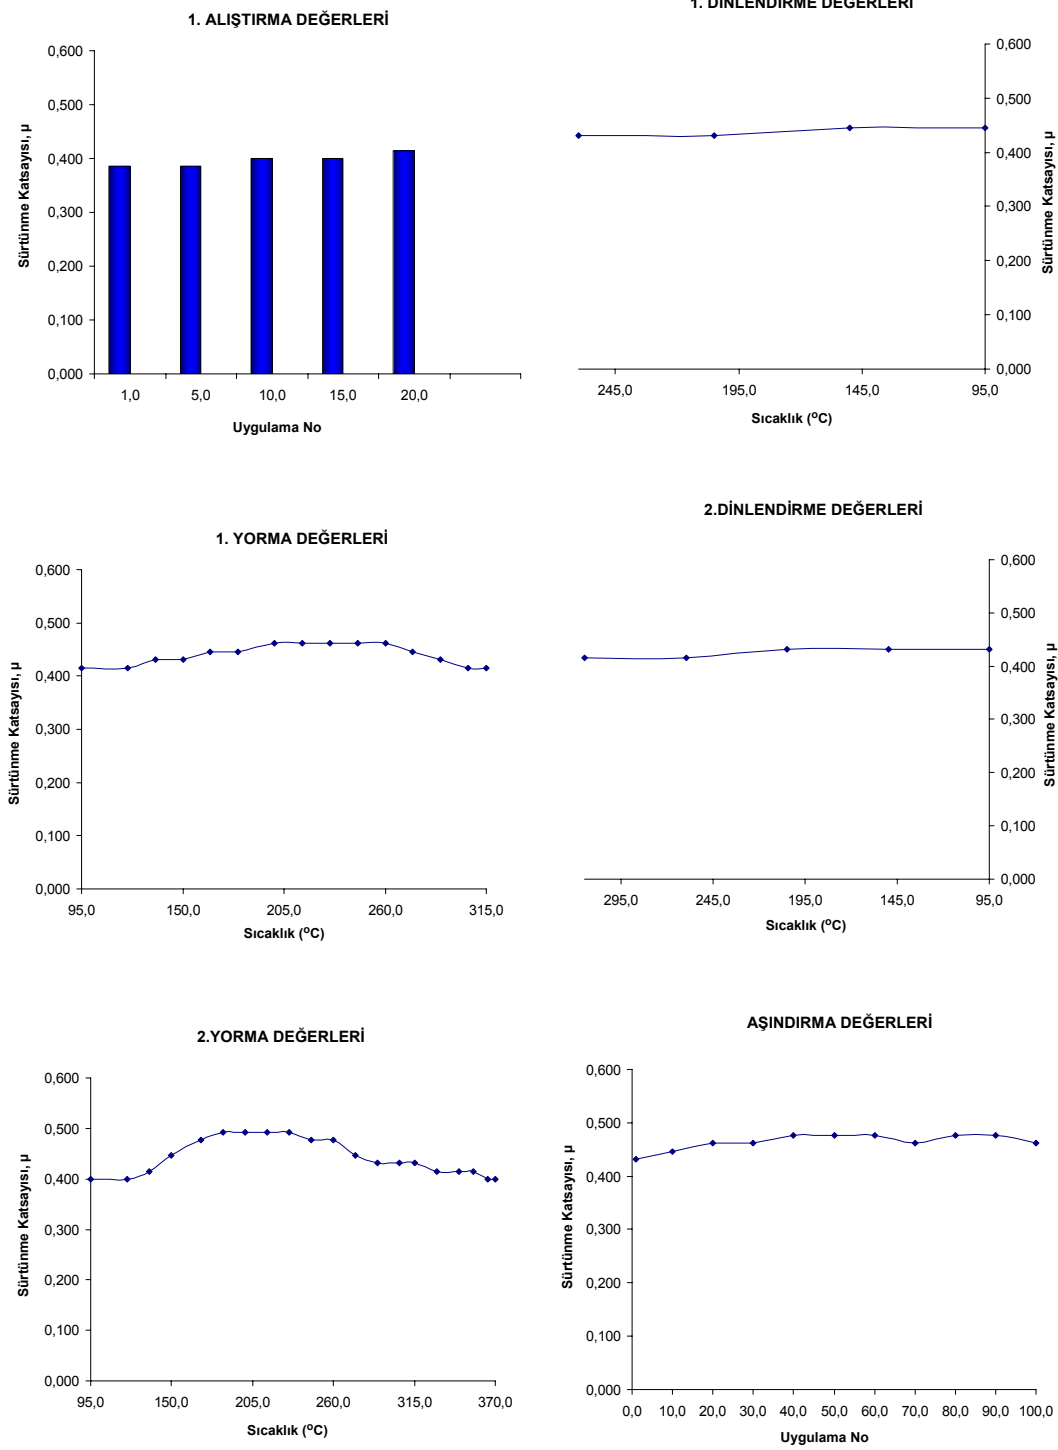 1. ALIŞTIRMA DEĞERLERİ
0,600
0,500
0,400
0,300
0,200
0,100
0,000
Sürtünme Katsayısı, µ
1,0 5,0 10,0 15,0 20,0
Uygulama No
1. DİNLENDİRME DEĞERLERİ
0,600
0,500
0,400
0,300
0,200
0,100
0,000
Sürtünme Katsayısı, µ
245,0 195,0 145,0 95,0
Sıcaklık (ºC)
1. YORMA DEĞERLERİ
0,600
0,500
0,400
0,300
0,200
0,100
0,000
Sürtünme Katsayısı, µ
95,0 150,0 205,0 260,0 315,0
Sıcaklık (ºC)
2.DİNLENDİRME DEĞERLERİ
0,600
0,500
0,400
0,300
0,200
0,100
0,000
Sürtünme Katsayısı, µ
295,0 245,0 195,0 145,0 95,0
Sıcaklık (ºC)
2.YORMA DEĞERLERİ
0,600
0,500
0,400
0,300
0,200
0,100
0,000
Sürtünme Katsayısı, µ
95,0 150,0 205,0 260,0 315,0 370,0
Sıcaklık (ºC)
AŞINDIRMA DEĞERLERİ
0,600
0,500
0,400
0,300
0,200
0,100
0,000
Sürtünme Katsayısı, µ
0,0 10,0 20,0 30,0 40,0 50,0 60,0 70,0 80,0 90,0 100,0
Uygulama No